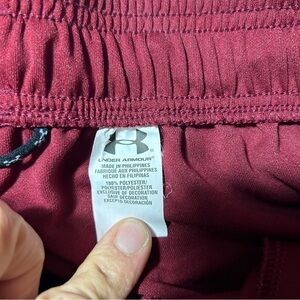 UNDER ARMOUR
MADE IN PHILIPPINES
FABRIQUÉ AUX PHILIPPINES
HECHO EN FILIPINAS
100% POLYESTER/
POLYESTER/POLIÉSTER
EXCLUSIVE OF DECORATION
SAUF DÉCORATION
EXCEPTO DECORACIÓN